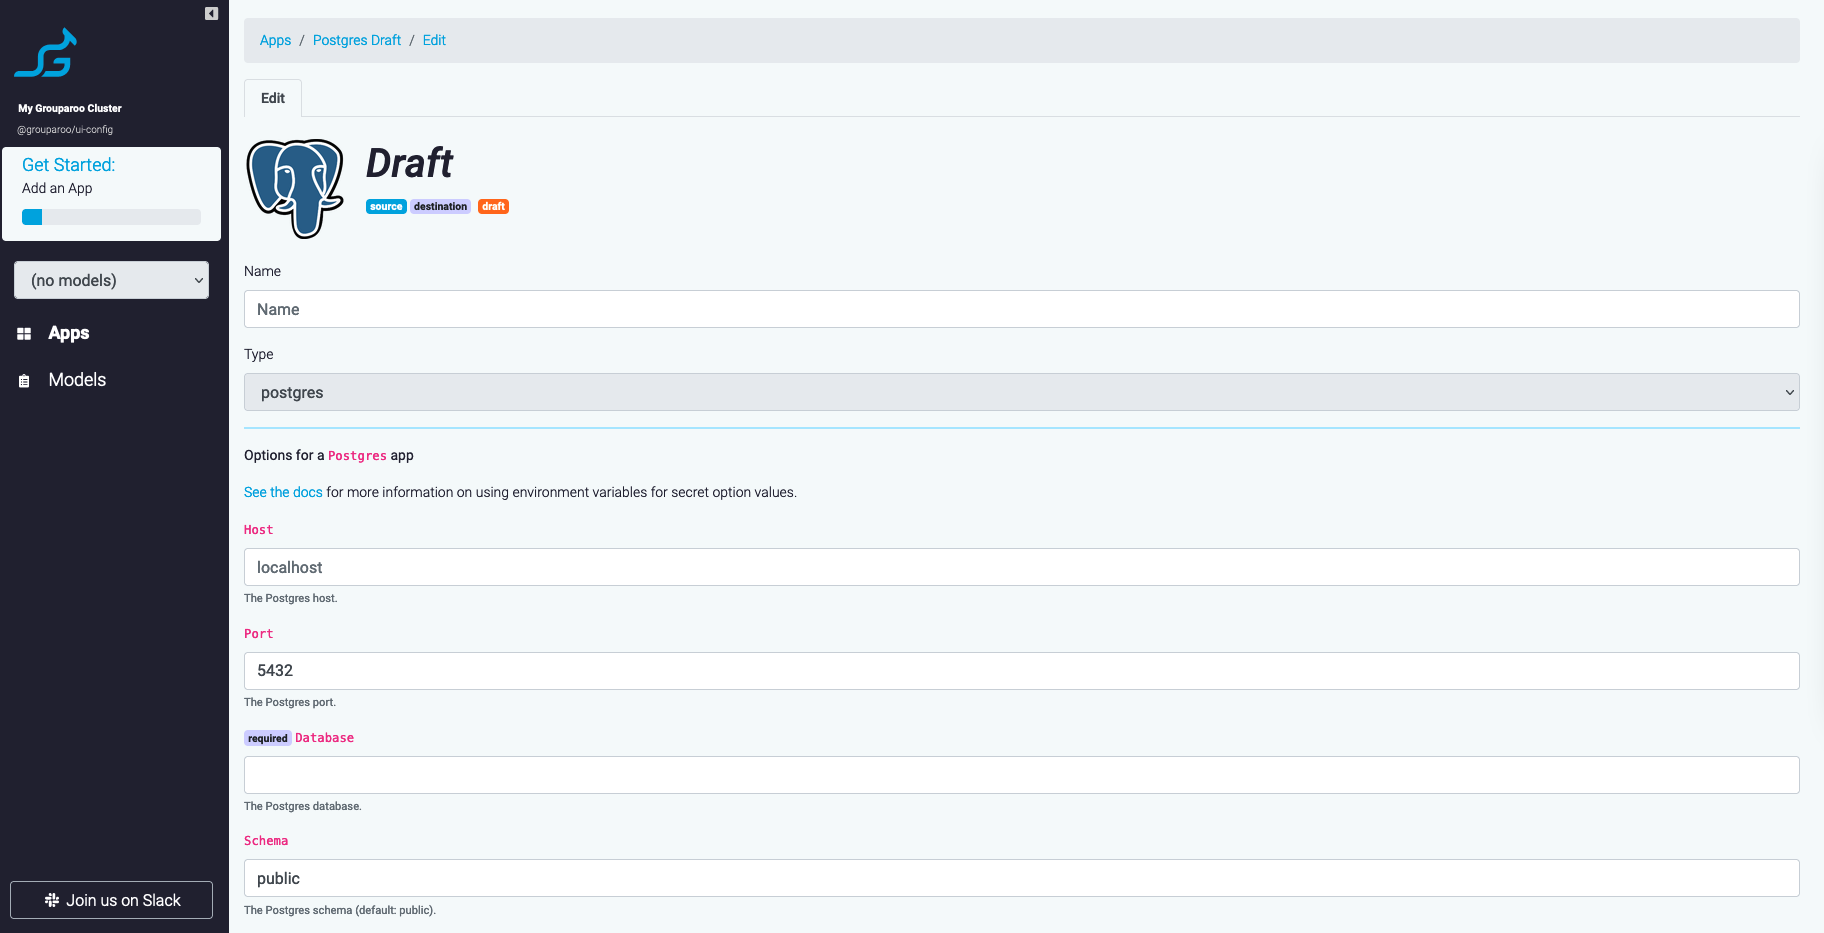 My Grouparoo Cluster
@grouparoo/ui-config
Get Started:
Add an App
(no models)
Apps
Models
Join us on Slack
Apps / Postgres Draft / Edit
Edit
Draft
source destination draft
Name
Name
Type
postgres
Options for a Postgres app
See the docs for more information on using environment variables for secret option values.
Host
localhost
The Postgres host.
Port
5432
The Postgres port.
required Database
The Postgres database.
Schema
public
The Postgres schema (default: public).